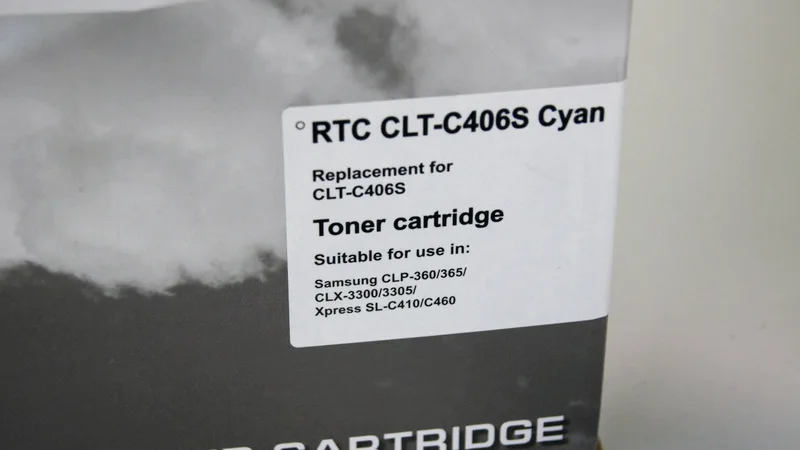 RTC CLT-C406S Cyan
Replacement for
CLT-C406S
Toner cartridge
Suitable for use in:
Samsung CLP-360/365/
CLX-3300/3305/
Xpress SL-C410/C460
CARTRIDGE